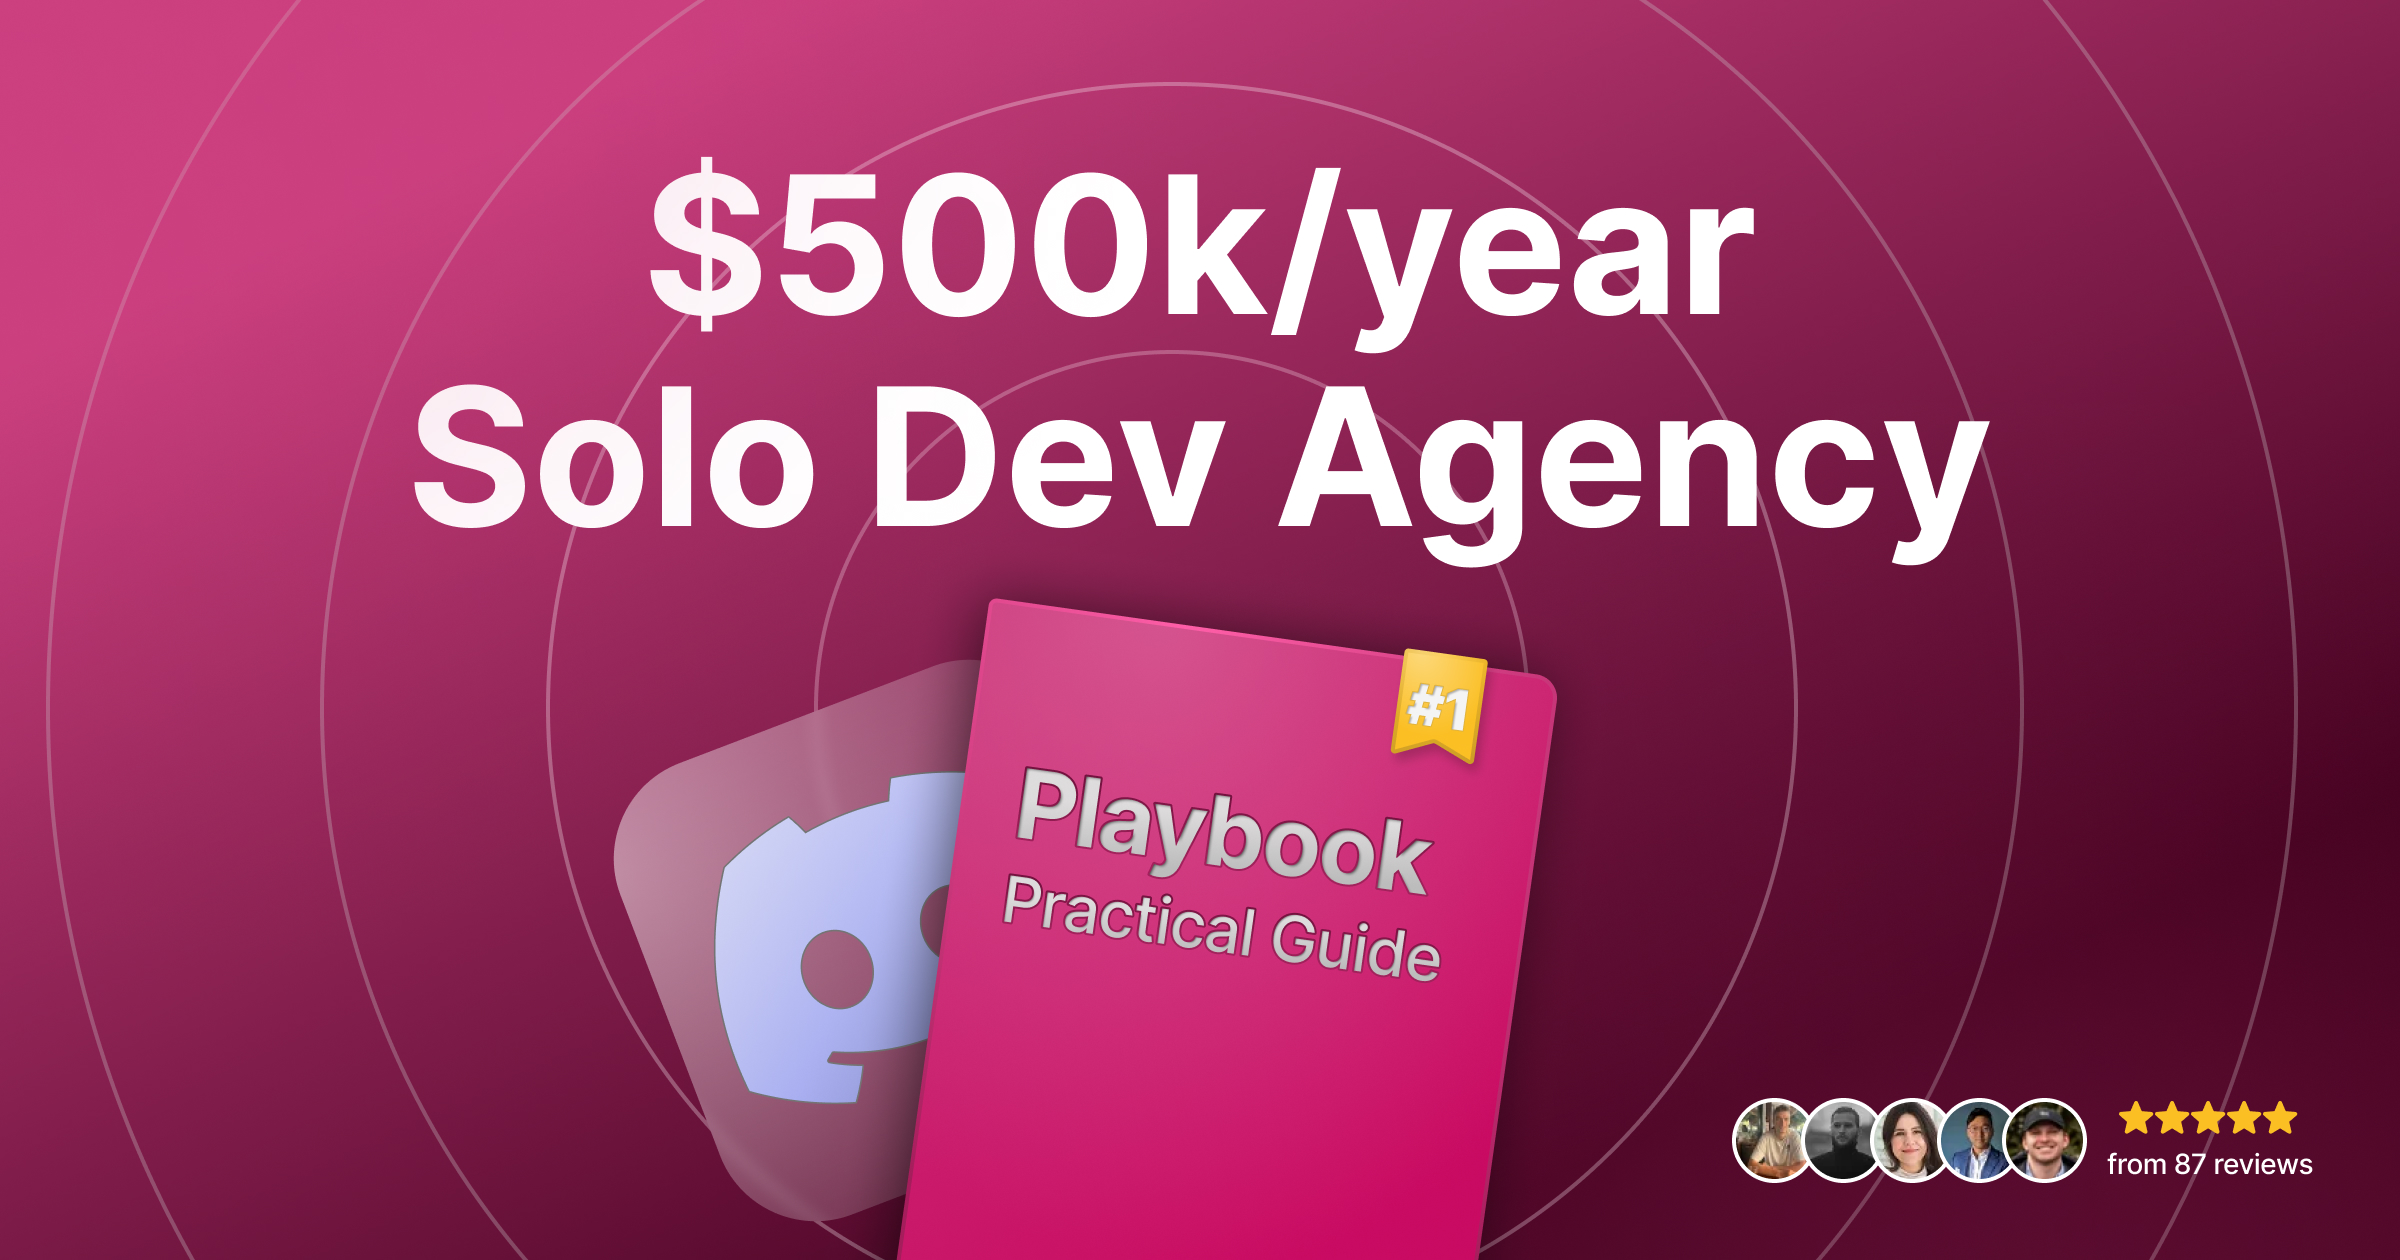 $500k/year
Solo Dev Agency
#1
Playbook
Practical Guide
from 87 reviews